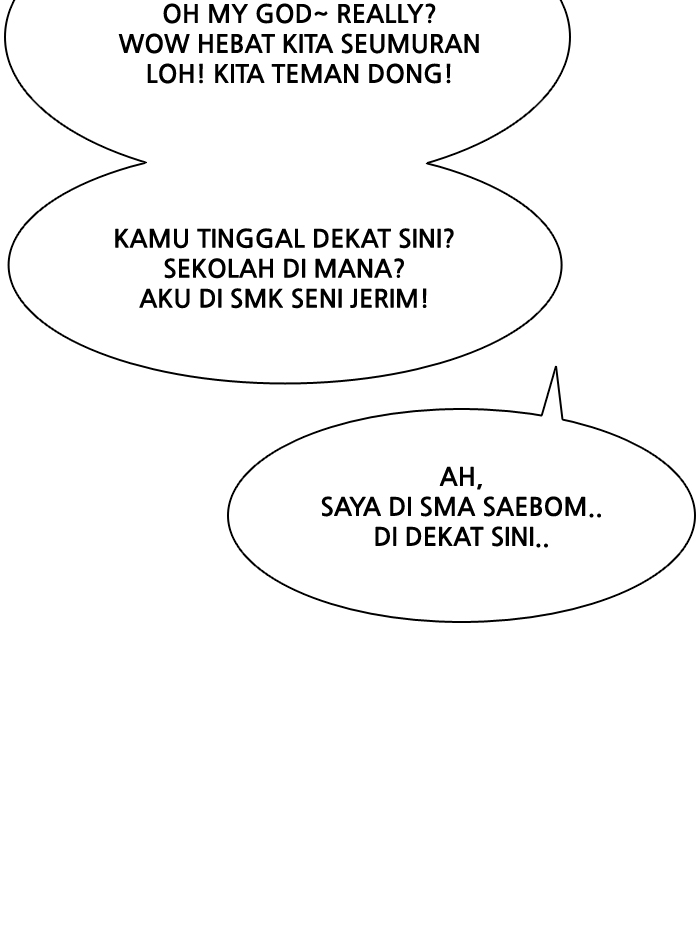 OH MY GOD~ REALLY?
WOW HEBAT KITA SEUMURAN
LOH! KITA TEMAN DONG!
KAMU TINGGAL DEKAT SINI?
SEKOLAH DI MANA?
AKU DI SMK SENI JERIM!
AH,
SAYA DI SMA SAEBOM..
DI DEKAT SINI..